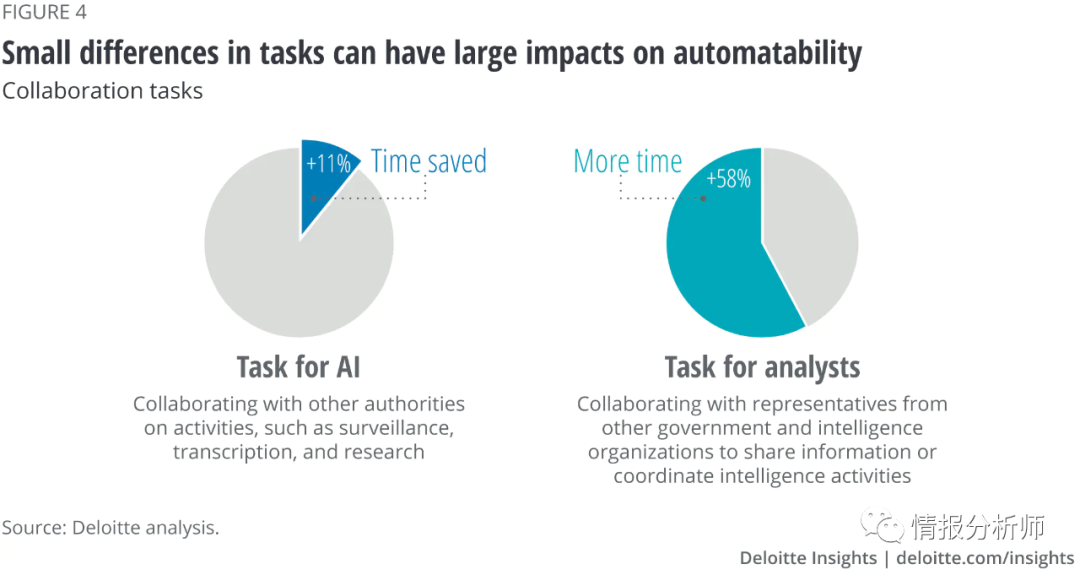 FIGURE 4
Small differences in tasks can have large impacts on automatability
Collaboration tasks
+11%
Time saved
More time
+58%
Task for AI
Collaborating with other authorities
on activities, such as surveillance,
transcription, and research
Task for analysts
Collaborating with representatives from
other government and intelligence
organizations to share information or
coordinate intelligence activities
Source: Deloitte analysis.
情报分析师
Deloitte Insights | deloitte.com/insights